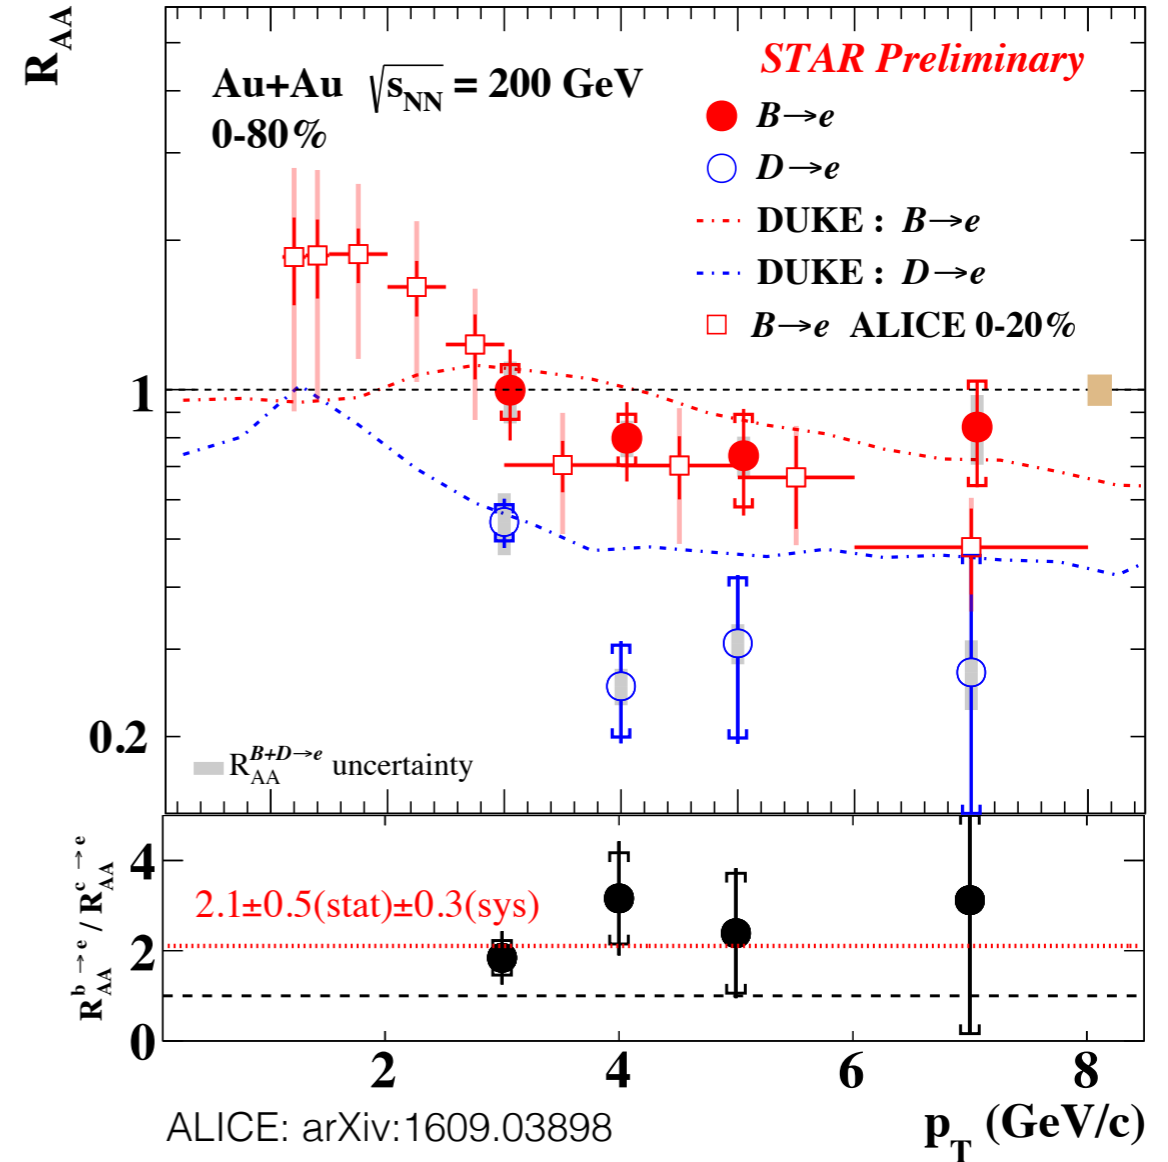 R_AA
Au+Au √s_NN = 200 GeV
0-80%
STAR Preliminary
B→e
D→e
DUKE : B→e
DUKE : D→e
B→e ALICE 0-20%
1
0.2
R_AA^B+D→e uncertainty
R_AA^b→e / R_AA^c→e
4
2
0
2.1±0.5(stat)±0.3(sys)
2 4 6 8
p_T (GeV/c)
ALICE: arXiv:1609.03898